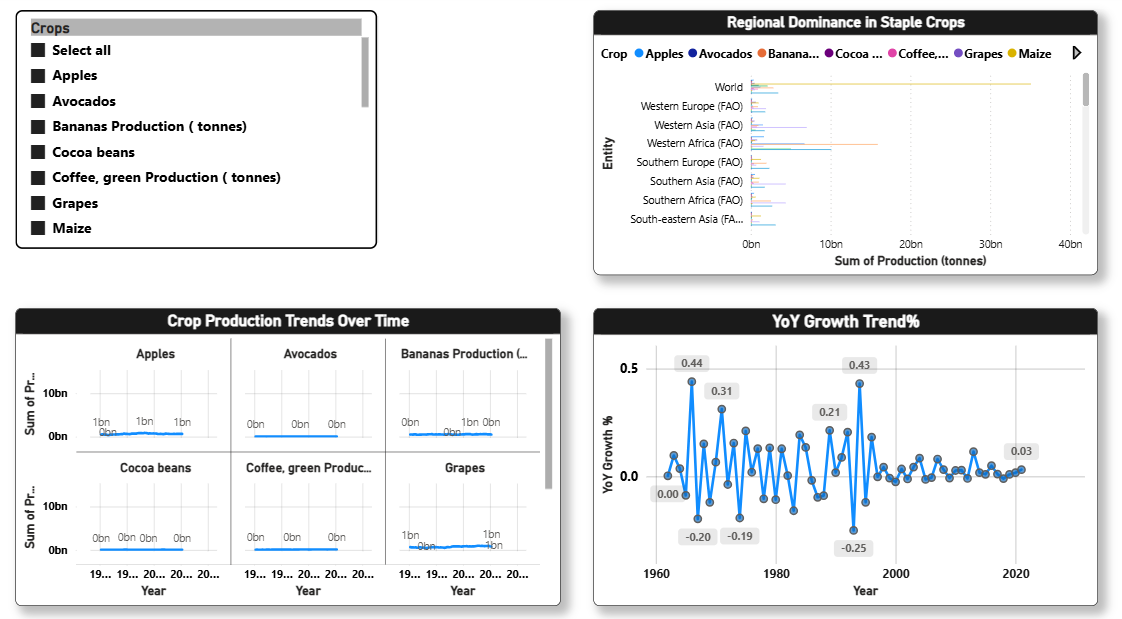 Crops
Select all
Apples
Avocados
Bananas Production ( tonnes)
Cocoa beans
Coffee, green Production ( tonnes)
Grapes
Maize
Regional Dominance in Staple Crops
Crop Apples Avocados Banana... Cocoa ... Coffee,... Grapes Maize
Entity
World
Western Europe (FAO)
Western Asia (FAO)
Western Africa (FAO)
Southern Europe (FAO)
Southern Asia (FAO)
Southern Africa (FAO)
South-eastern Asia (FA...
0bn 10bn 20bn 30bn 40bn
Sum of Production (tonnes)
Crop Production Trends Over Time
Apples Avocados Bananas Production (...
Sum of Pr...
10bn
0bn
1bn 0bn 1bn 1bn
0bn 0bn 0bn
0bn 0bn 1bn 0bn
Cocoa beans Coffee, green Produc... Grapes
Sum of Pr...
10bn
0bn
0bn 0bn 0bn 0bn
0bn 0bn 0bn
1bn 0bn 1bn 1bn
19... 19... 20... 20... 20... 19... 19... 20... 20... 20... 19... 19... 20... 20... 20...
Year Year Year
YoY Growth Trend%
YoY Growth %
0.5
0.0
0.44
0.43
0.31
0.21
0.03
0.00
-0.20
-0.19
-0.25
1960 1980 2000 2020
Year